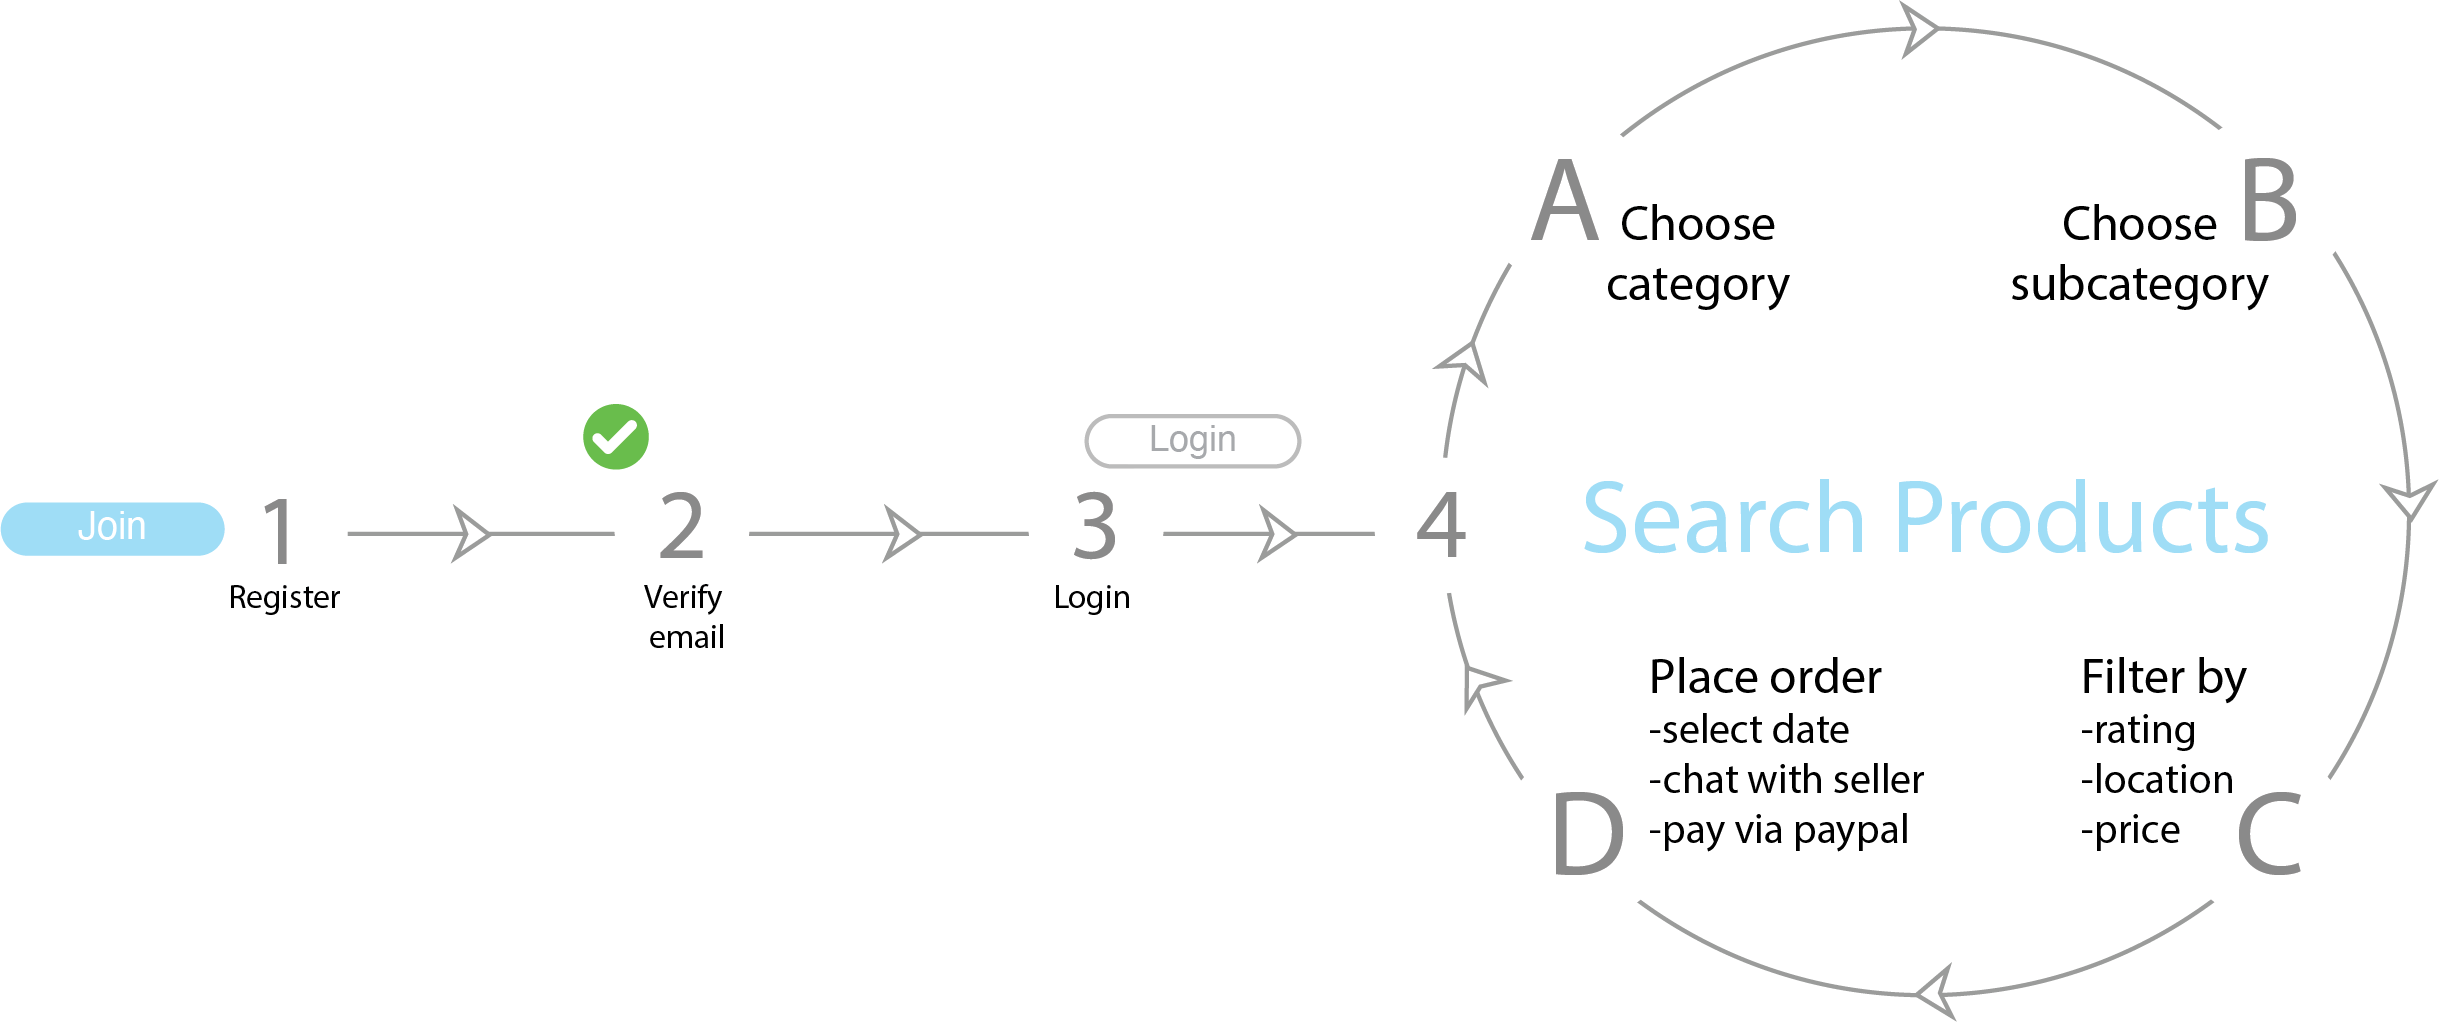 Join
1
Register
2
Verify
email
Login
3
Login
4
Search Products
A
Choose
category
B
Choose
subcategory
C
Filter by
-rating
-location
-price
D
Place order
-select date
-chat with seller
-pay via paypal